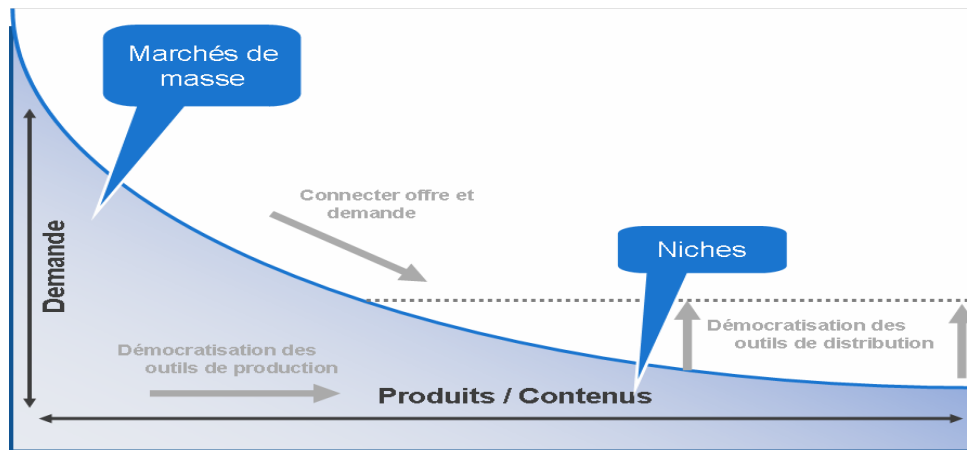 Marchés de
masse
Connecter offre et
demande
Niches
Demande
Démocratisation des
outils de distribution
Démocratisation des
outils de production
Produits / Contenus